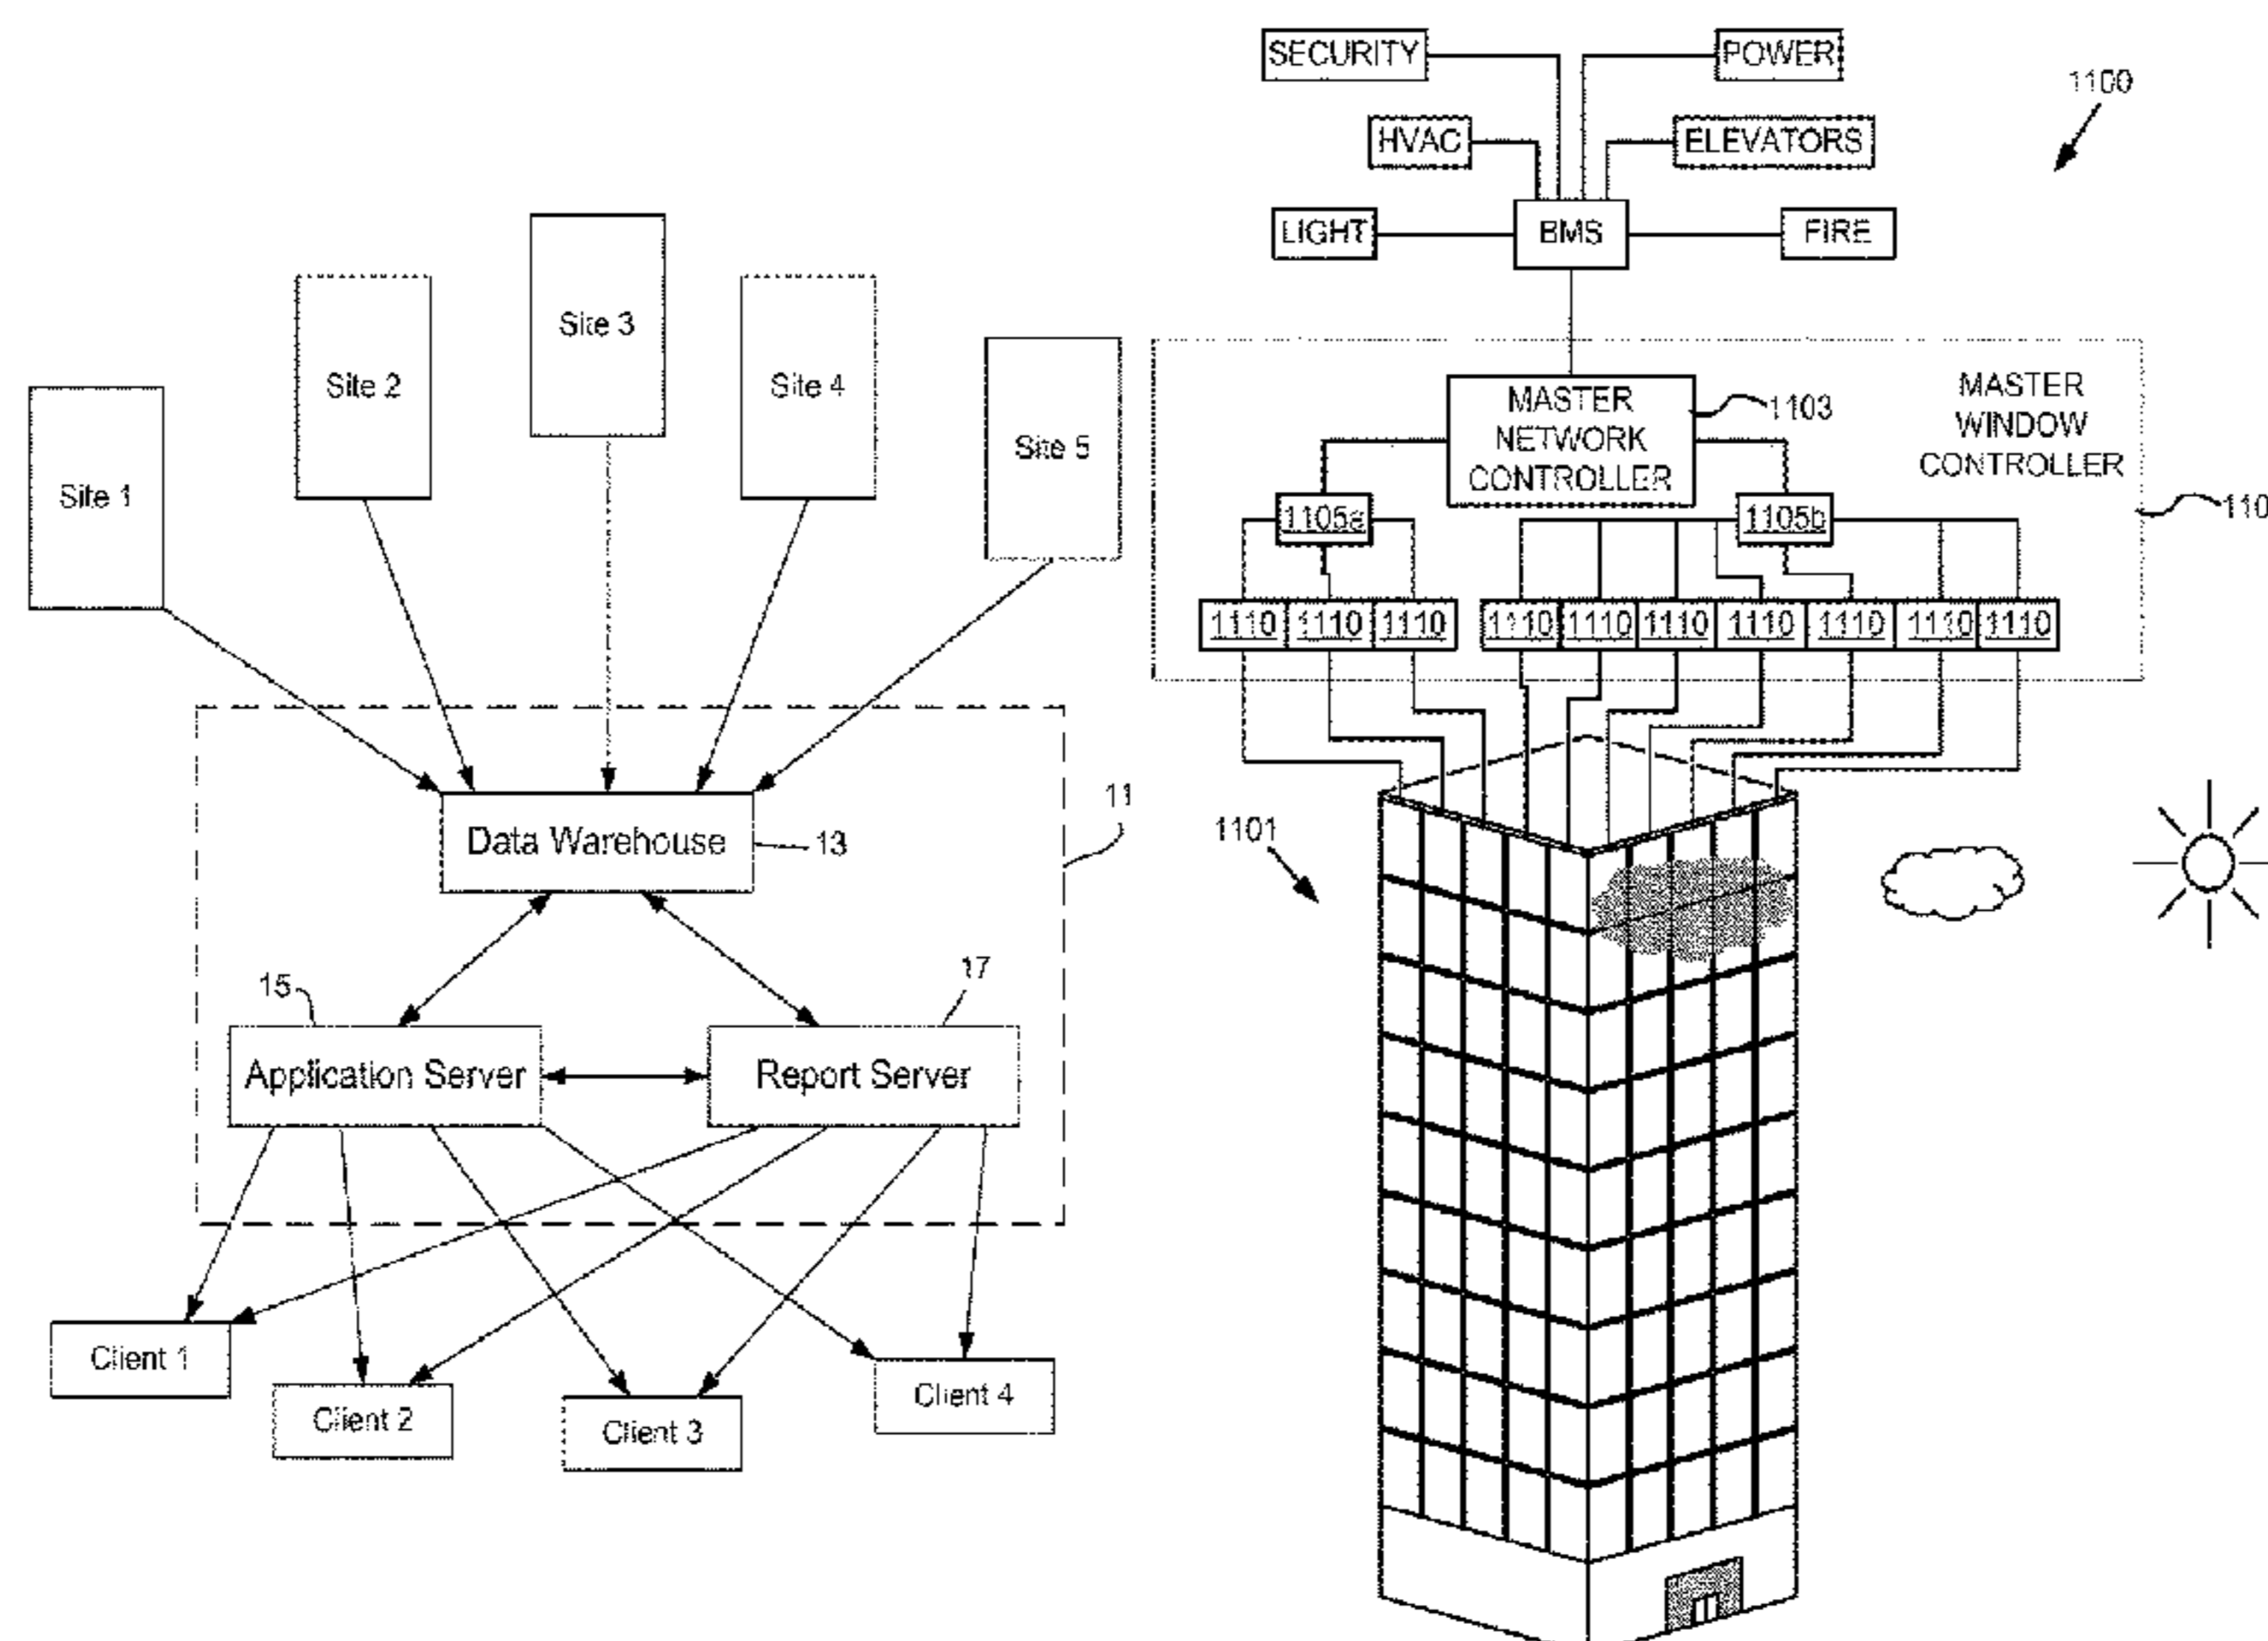 Site 1
Site 2
Site 3
Site 4
Site 5
Data Warehouse
13
11
15
17
Application Server
Report Server
Client 1
Client 2
Client 3
Client 4
SECURITY
POWER
1100
HVAC
ELEVATORS
LIGHT
BMS
FIRE
MASTER
NETWORK
CONTROLLER
1103
MASTER
WINDOW
CONTROLLER
110
1105a
1105b
1110 1110 1110
1110 1110 1110 1110 1110 1110 1110
1101